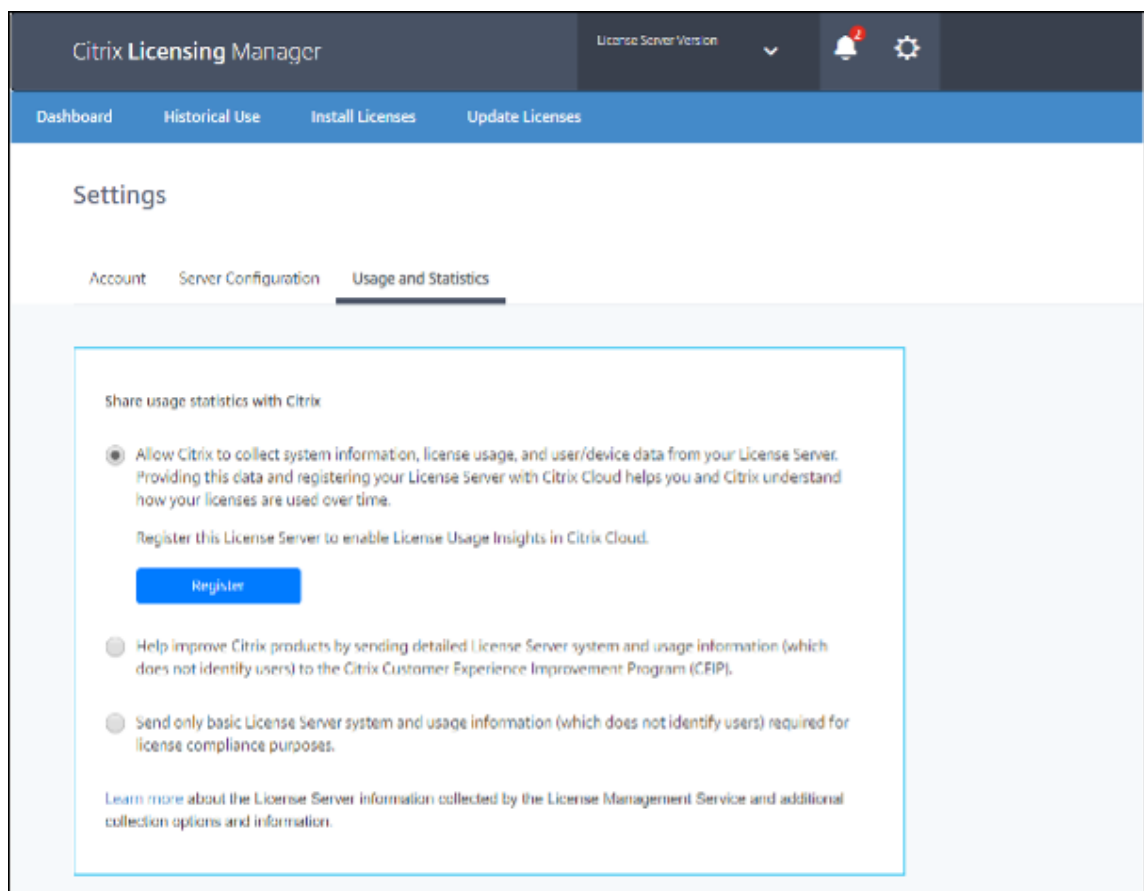 Citrix Licensing Manager
License Server Version
2
Dashboard Historical Use Install Licenses Update Licenses
Settings
Account Server Configuration Usage and Statistics
Share usage statistics with Citrix
Allow Citrix to collect system information, license usage, and user/device data from your License Server.
Providing this data and registering your License Server with Citrix Cloud helps you and Citrix understand
how your licenses are used over time.
Register this License Server to enable License Usage Insights in Citrix Cloud.
Register
Help improve Citrix products by sending detailed License Server system and usage information (which
does not identify users) to the Citrix Customer Experience Improvement Program (CEIP).
Send only basic License Server system and usage information (which does not identify users) required for
license compliance purposes.
Learn more about the License Server information collected by the License Management Service and additional
collection options and information.